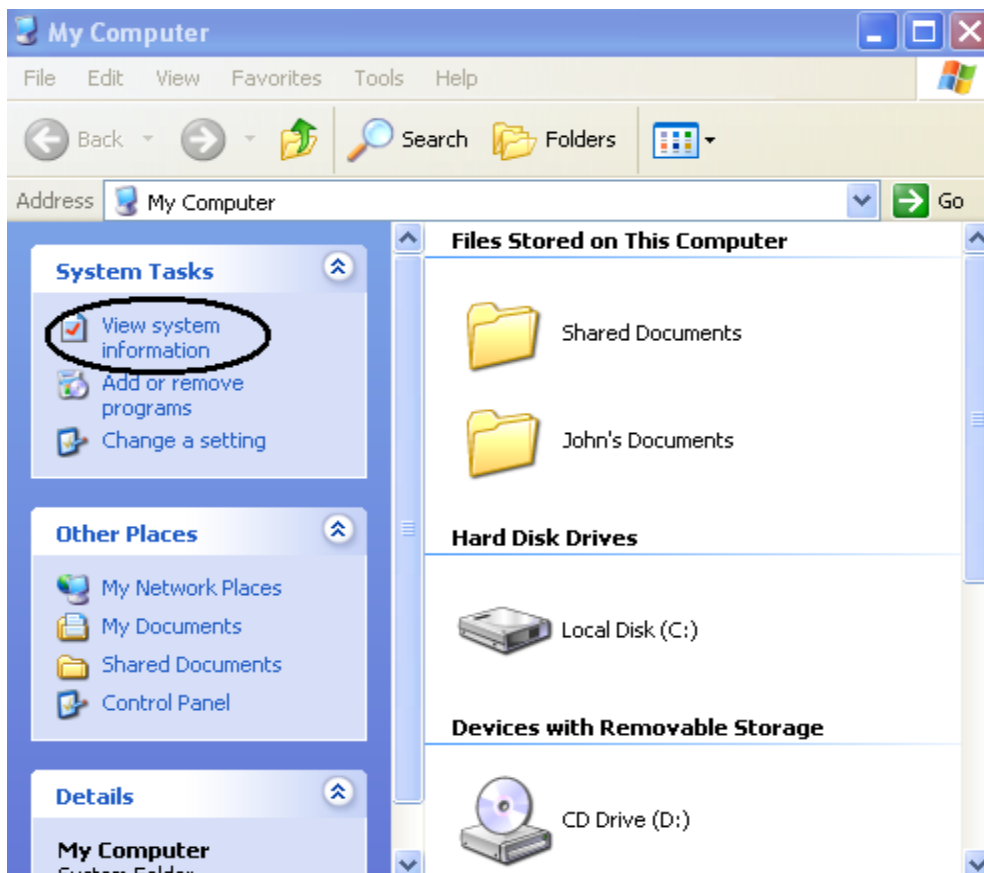 My Computer
File Edit View Favorites Tools Help
Back Search Folders
Address My Computer Go
System Tasks
View system
information
Add or remove
programs
Change a setting
Other Places
My Network Places
My Documents
Shared Documents
Control Panel
Details
My Computer
System Folder
Files Stored on This Computer
Shared Documents
John's Documents
Hard Disk Drives
Local Disk (C:)
Devices with Removable Storage
CD Drive (D:)